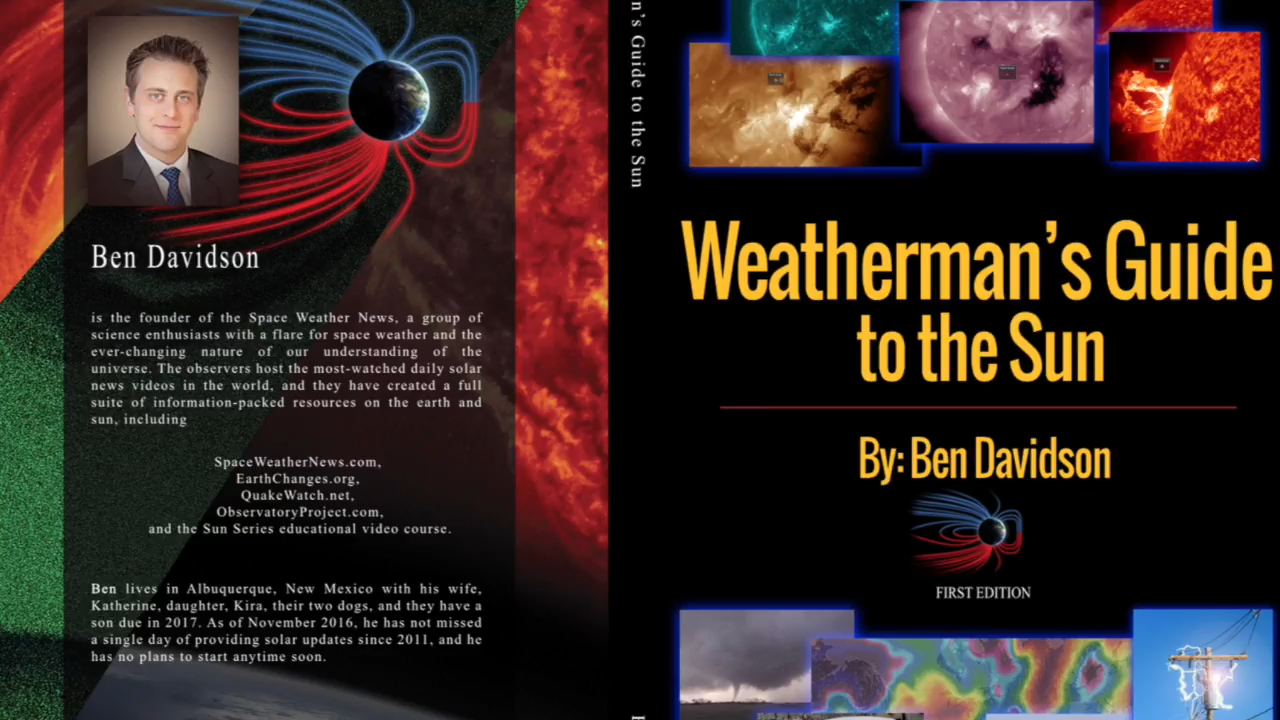 Ben Davidson
is the founder of the Space Weather News, a group of
science enthusiasts with a flare for space weather and the
ever-changing nature of our understanding of the
universe. The observers host the most-watched daily solar
news videos in the world, and they have created a full
suite of information-packed resources on the earth and
sun, including
SpaceWeatherNews.com,
EarthChanges.org,
QuakeWatch.net,
ObservatoryProject.com,
and the Sun Series educational video course.
Ben lives in Albuquerque, New Mexico with his wife,
Katherine, daughter, Kira, their two dogs, and they have a
son due in 2017. As of November 2016, he has not missed
a single day of providing solar updates since 2011, and he
has no plans to start anytime soon.
n's Guide to the Sun
Weatherman's Guide
to the Sun
By: Ben Davidson
FIRST EDITION